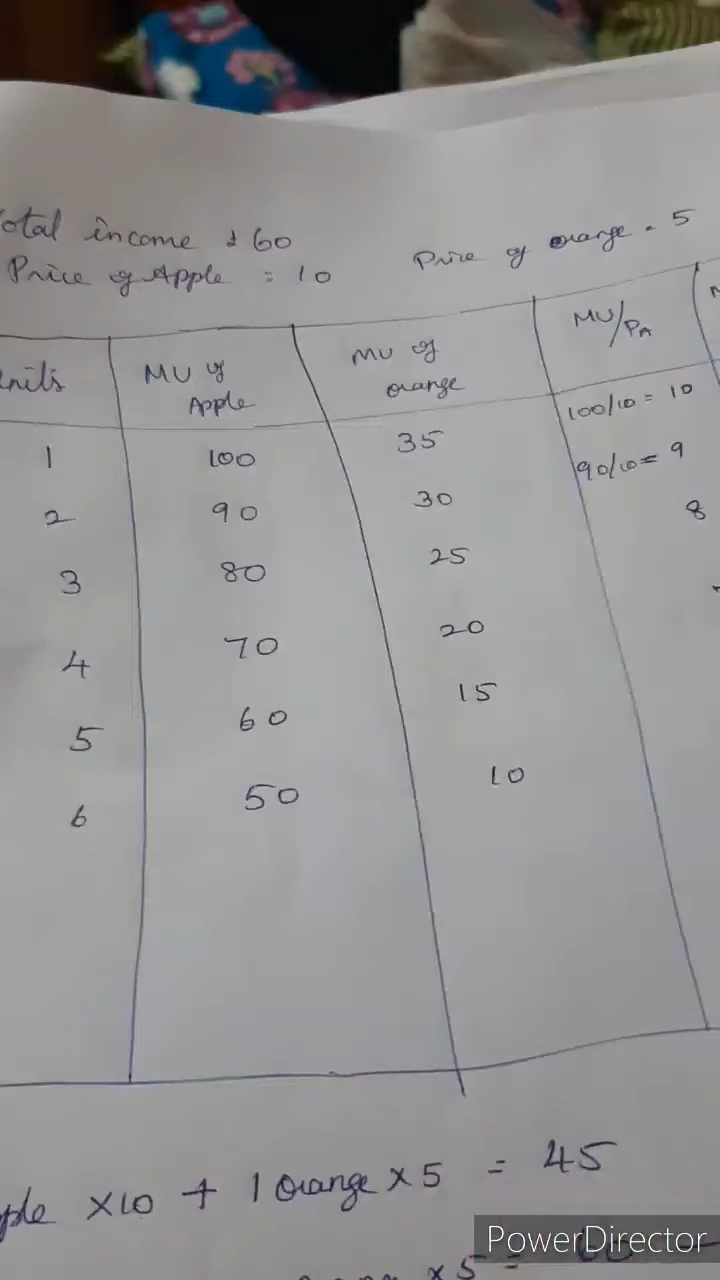 otal income ₹ 60
Price of Apple = 10
Price of orange = 5
nits
MU of Apple
MU of orange
MU/PA
1 100 35 100/10 = 10
2 90 30 90/10 = 9
3 80 25 8
4 70 20
5 60 15
6 50 10
ple ×10 + 1 orange × 5 = 45
× 5 =
PowerDirector